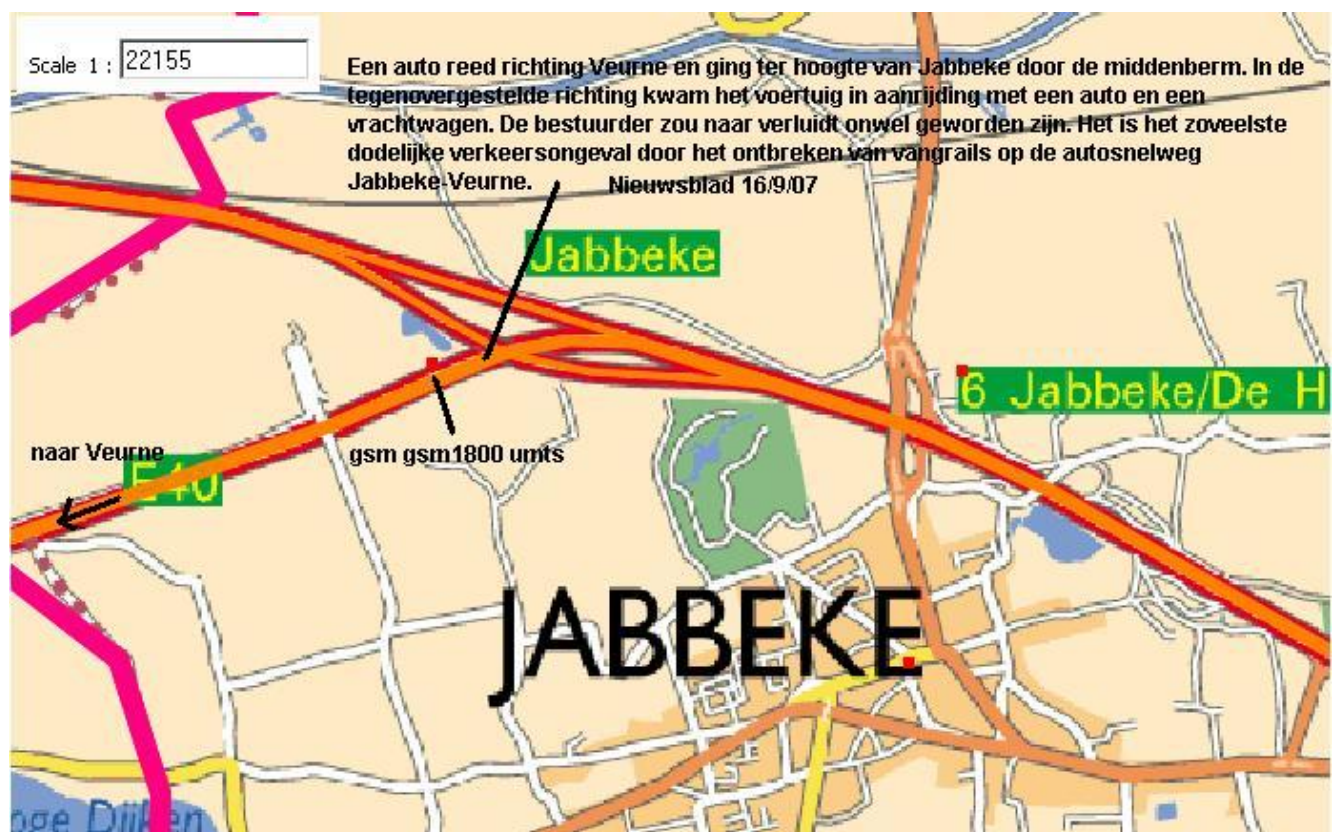 Scale 1 : 22155
Een auto reed richting Veurne en ging ter hoogte van Jabbeke door de middenberm. In de
tegenovergestelde richting kwam het voertuig in aanrijding met een auto en een
vrachtwagen. De bestuurder zou naar verluidt onwel geworden zijn. Het is het zoveelste
dodelijke verkeersongeval door het ontbreken van vangrails op de autosnelweg
Jabbeke-Veurne. Nieuwsblad 16/9/07
Jabbeke
6 Jabbeke/De H
naar Veurne
gsm gsm1800 umts
E40
JABBEKE
oge Dijken